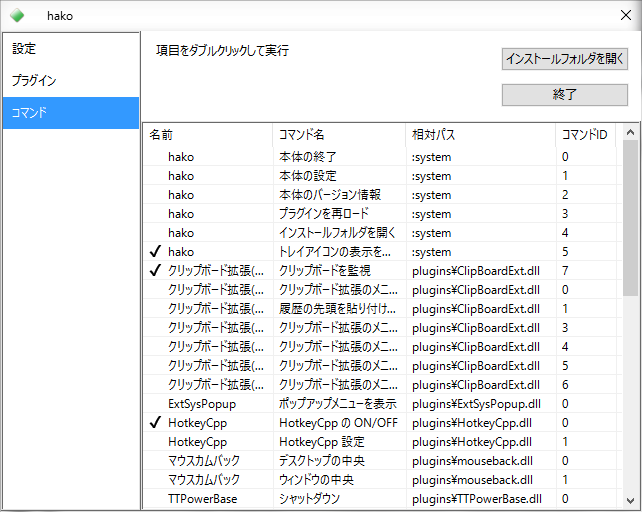 hako
設定
プラグイン
コマンド
項目をダブルクリックして実行
インストールフォルダを開く
終了
名前 コマンド名 相対パス コマンドID
hako 本体の終了 :system 0
hako 本体の設定 :system 1
hako 本体のバージョン情報 :system 2
hako プラグインを再ロード :system 3
hako インストールフォルダを開く :system 4
✓ hako トレイアイコンの表示を... :system 5
✓ クリップボード拡張(... クリップボードを監視 plugins¥ClipBoardExt.dll 7
クリップボード拡張(... クリップボード拡張のメニ... plugins¥ClipBoardExt.dll 0
クリップボード拡張(... 履歴の先頭を貼り付け... plugins¥ClipBoardExt.dll 1
クリップボード拡張(... クリップボード拡張のメニ... plugins¥ClipBoardExt.dll 3
クリップボード拡張(... クリップボード拡張のメニ... plugins¥ClipBoardExt.dll 4
クリップボード拡張(... クリップボード拡張のメニ... plugins¥ClipBoardExt.dll 5
クリップボード拡張(... クリップボード拡張のメニ... plugins¥ClipBoardExt.dll 6
ExtSysPopup ポップアップメニューを表示 plugins¥ExtSysPopup.dll 0
✓ HotkeyCpp HotkeyCpp の ON/OFF plugins¥HotkeyCpp.dll 0
HotkeyCpp HotkeyCpp 設定 plugins¥HotkeyCpp.dll 1
マウスカムバック デスクトップの中央 plugins¥mouseback.dll 0
マウスカムバック ウィンドウの中央 plugins¥mouseback.dll 1
TTPowerBase シャットダウン plugins¥TTPowerBase.dll 0